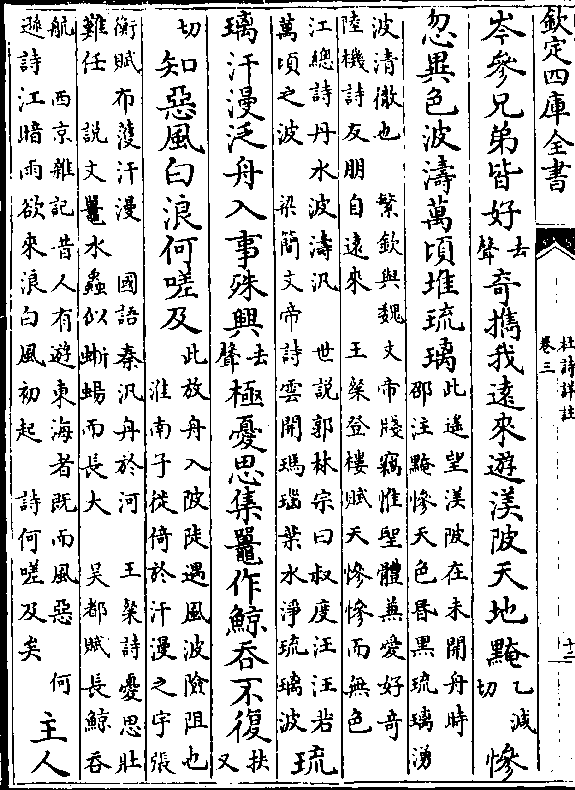 欽定四庫全書
杜詩詳註
卷三
十二
岑參兄弟皆好去聲奇攜我遠來遊渼陂天地黤乙減切慘
忽異色波濤萬頃堆琉璃此遙望渼陂在未開舟時
邵注黤慘天色昏黑琉璃湧
波清徹也　繁欽與魏文帝牋竊惟聖體兼愛好奇
陸機詩友朋自遠來　王粲登樓賦天慘慘而無色
江總詩丹水波濤汎　世説郭林宗曰叔度汪汪若
萬頃之波　梁簡文帝詩雲開瑪瑙葉水淨琉璃波琉
璃汗漫泛舟入事殊興去聲極憂思集鼉作鯨吞不復扶又
切知惡風白浪何嗟及此放舟入陂陡遇風波險阻也
淮南子徙倚於汗漫之宇張
衡賦布濩汗漫　國語秦汎舟於河　王粲詩憂思壯
難任　説文鼉水蟲似蜥蜴而長大　吳都賦長鯨吞
航　西京雜記昔人有遊東海者既而風惡　何
遜詩江暗雨欲來浪白風初起　詩何嗟及矣主人